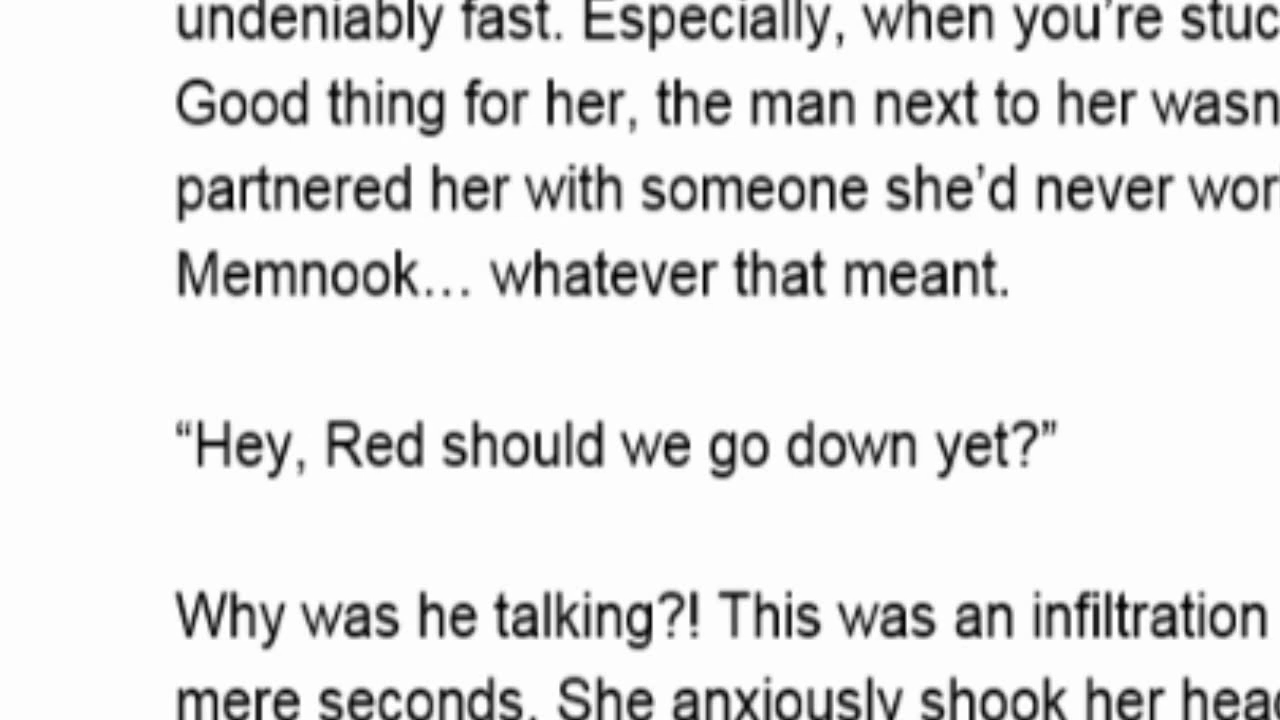 undeniably fast. Especially, when you’re stuc
Good thing for her, the man next to her wasn
partnered her with someone she’d never wor
Memnook… whatever that meant.
“Hey, Red should we go down yet?”
Why was he talking?! This was an infiltration
mere seconds. She anxiously shook her head